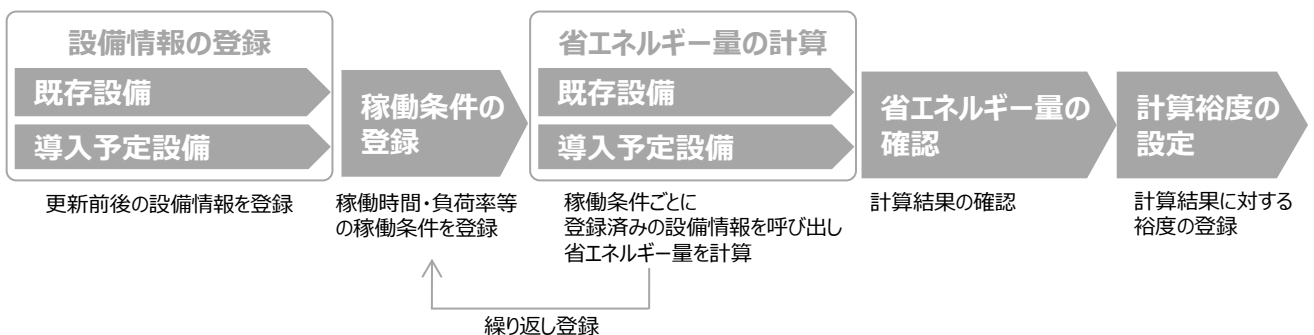 設備情報の登録
既存設備
導入予定設備
更新前後の設備情報を登録
稼働条件の
登録
稼働時間・負荷率等
の稼働条件を登録
省エネルギー量の計算
既存設備
導入予定設備
稼働条件ごとに
登録済みの設備情報を呼び出し
省エネルギー量を計算
省エネルギー量の
確認
計算結果の確認
計算裕度の
設定
計算結果に対する
裕度の登録
繰り返し登録